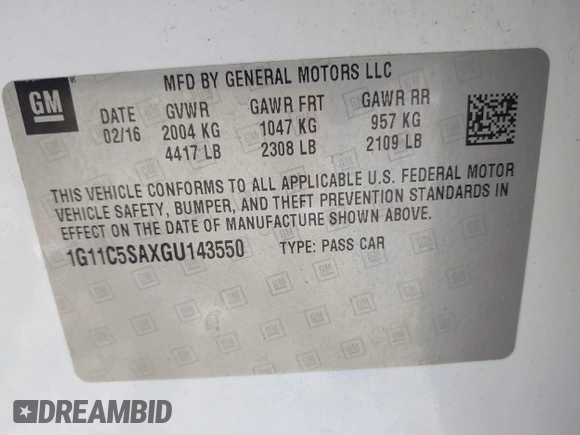 MFD BY GENERAL MOTORS LLC
GM
DATE GVWR GAWR FRT GAWR RR
02/16 2004 KG 1047 KG 957 KG
4417 LB 2308 LB 2109 LB
THIS VEHICLE CONFORMS TO ALL APPLICABLE U.S. FEDERAL MOTOR
VEHICLE SAFETY, BUMPER, AND THEFT PREVENTION STANDARDS IN
EFFECT ON THE DATE OF MANUFACTURE SHOWN ABOVE.
1G11C5SAXGU143550 TYPE: PASS CAR
DREAMBID